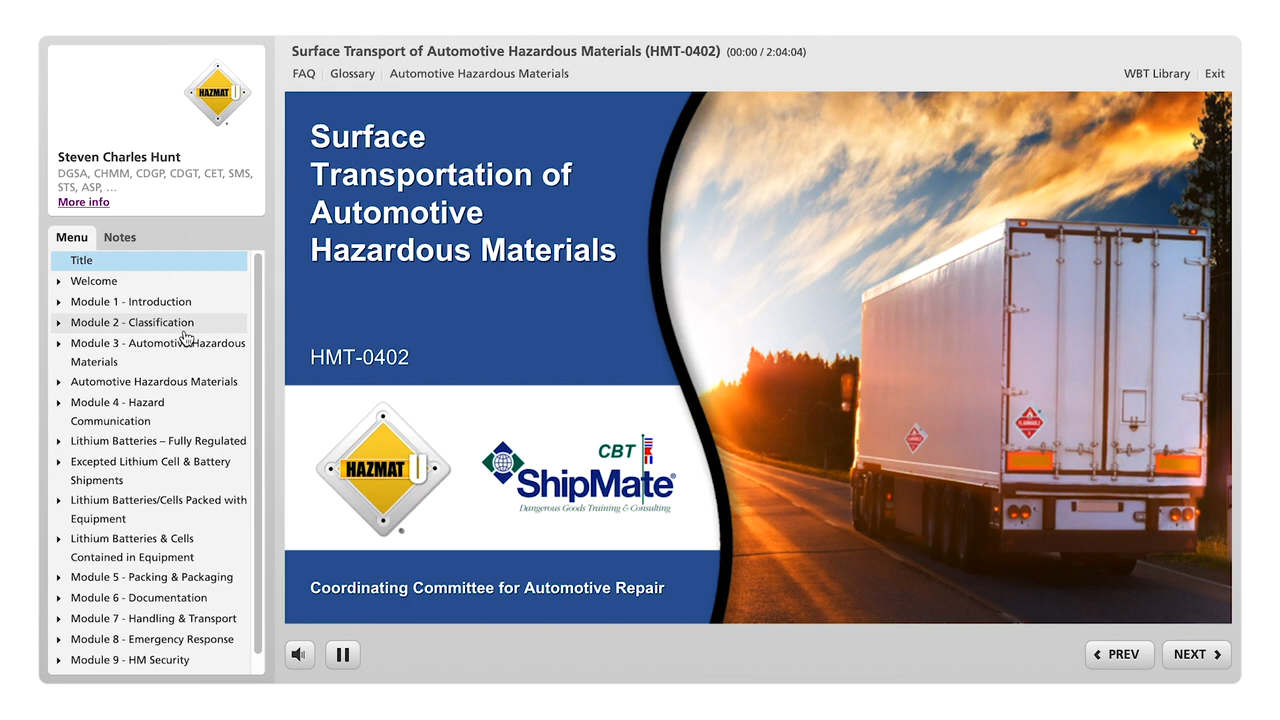 Surface Transport of Automotive Hazardous Materials (HMT-0402) (00:00 / 2:04:04)
FAQ Glossary Automotive Hazardous Materials WBT Library Exit
HAZMAT U
Steven Charles Hunt
DGSA, CHMM, CDGP, CDGT, CET, SMS,
STS, ASP, ...
More info
Menu Notes
Title
Welcome
Module 1 - Introduction
Module 2 - Classification
Module 3 - Automotive Hazardous
Materials
Automotive Hazardous Materials
Module 4 - Hazard
Communication
Lithium Batteries – Fully Regulated
Excepted Lithium Cell & Battery
Shipments
Lithium Batteries/Cells Packed with
Equipment
Lithium Batteries & Cells
Contained in Equipment
Module 5 - Packing & Packaging
Module 6 - Documentation
Module 7 - Handling & Transport
Module 8 - Emergency Response
Module 9 - HM Security
Surface
Transportation of
Automotive
Hazardous Materials
HMT-0402
HAZMAT U
®
CBT
ShipMate®
Dangerous Goods Training & Consulting
Coordinating Committee for Automotive Repair
FLAMMABLE
PREV NEXT